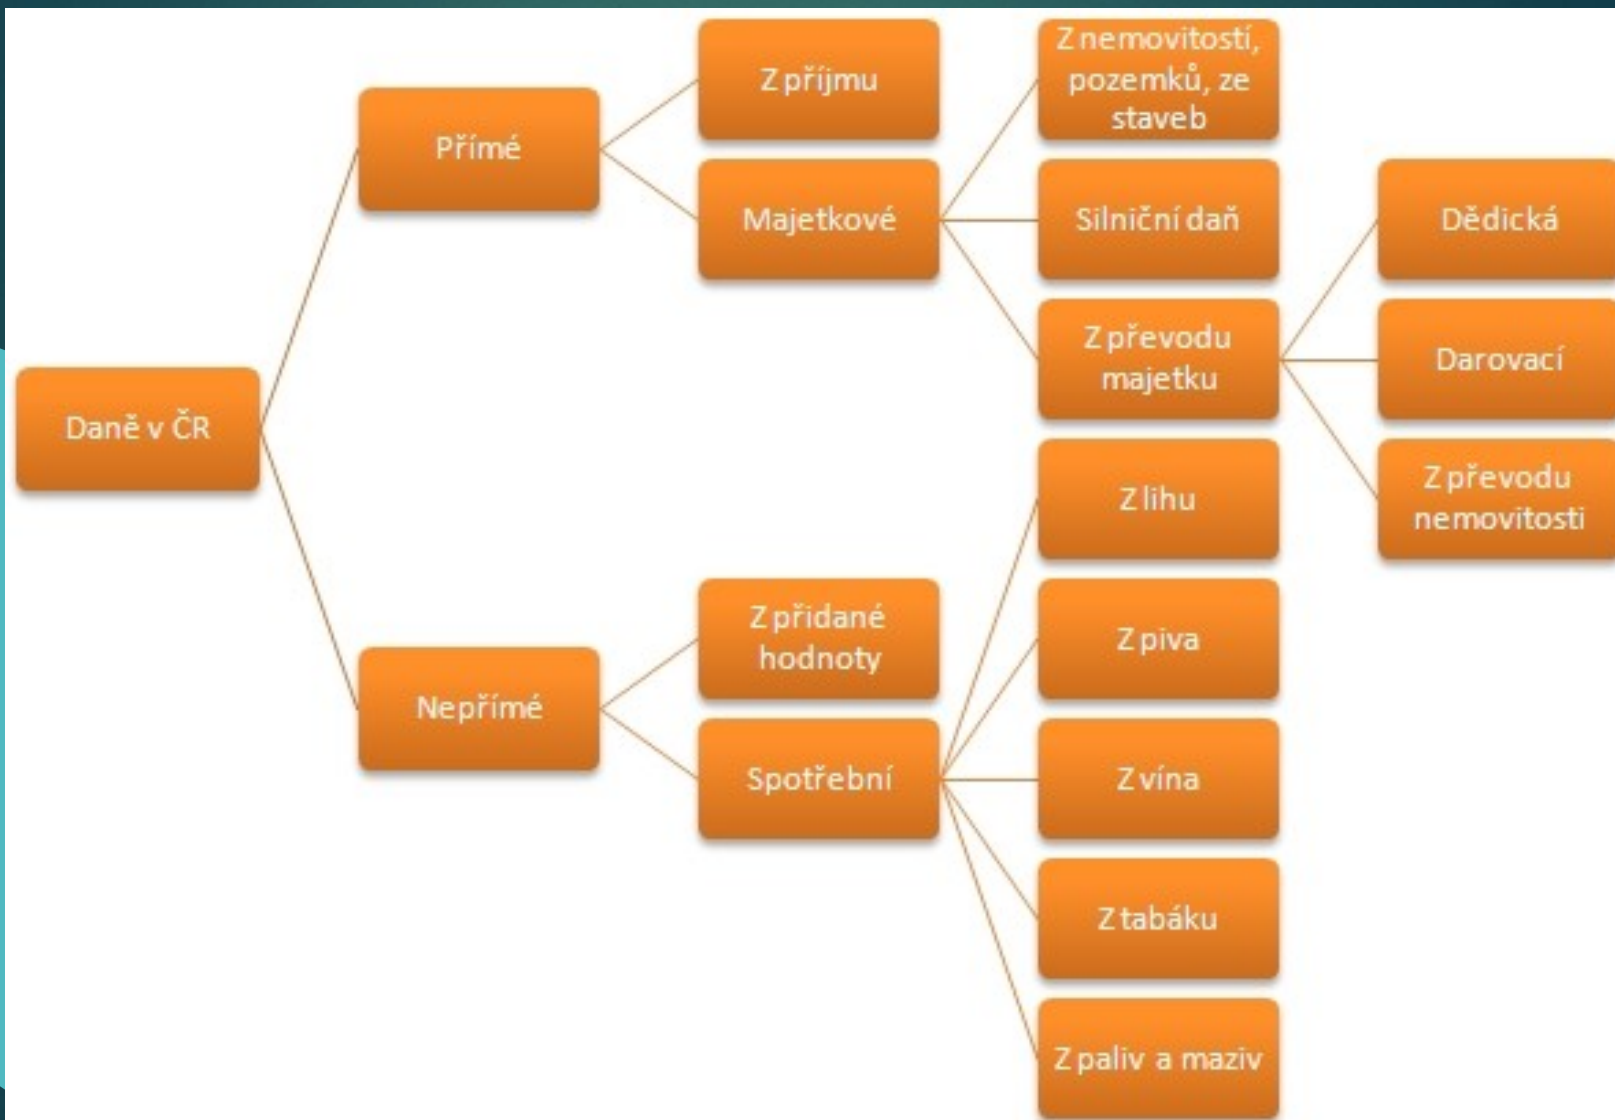 Daně v ČR
Přímé
Z příjmu
Majetkové
Z nemovitostí,
pozemků, ze
staveb
Silniční daň
Z převodu
majetku
Dědická
Darovací
Z převodu
nemovitosti
Nepřímé
Z přidané
hodnoty
Spotřební
Z lihu
Z piva
Z vína
Z tabáku
Z paliv a maziv